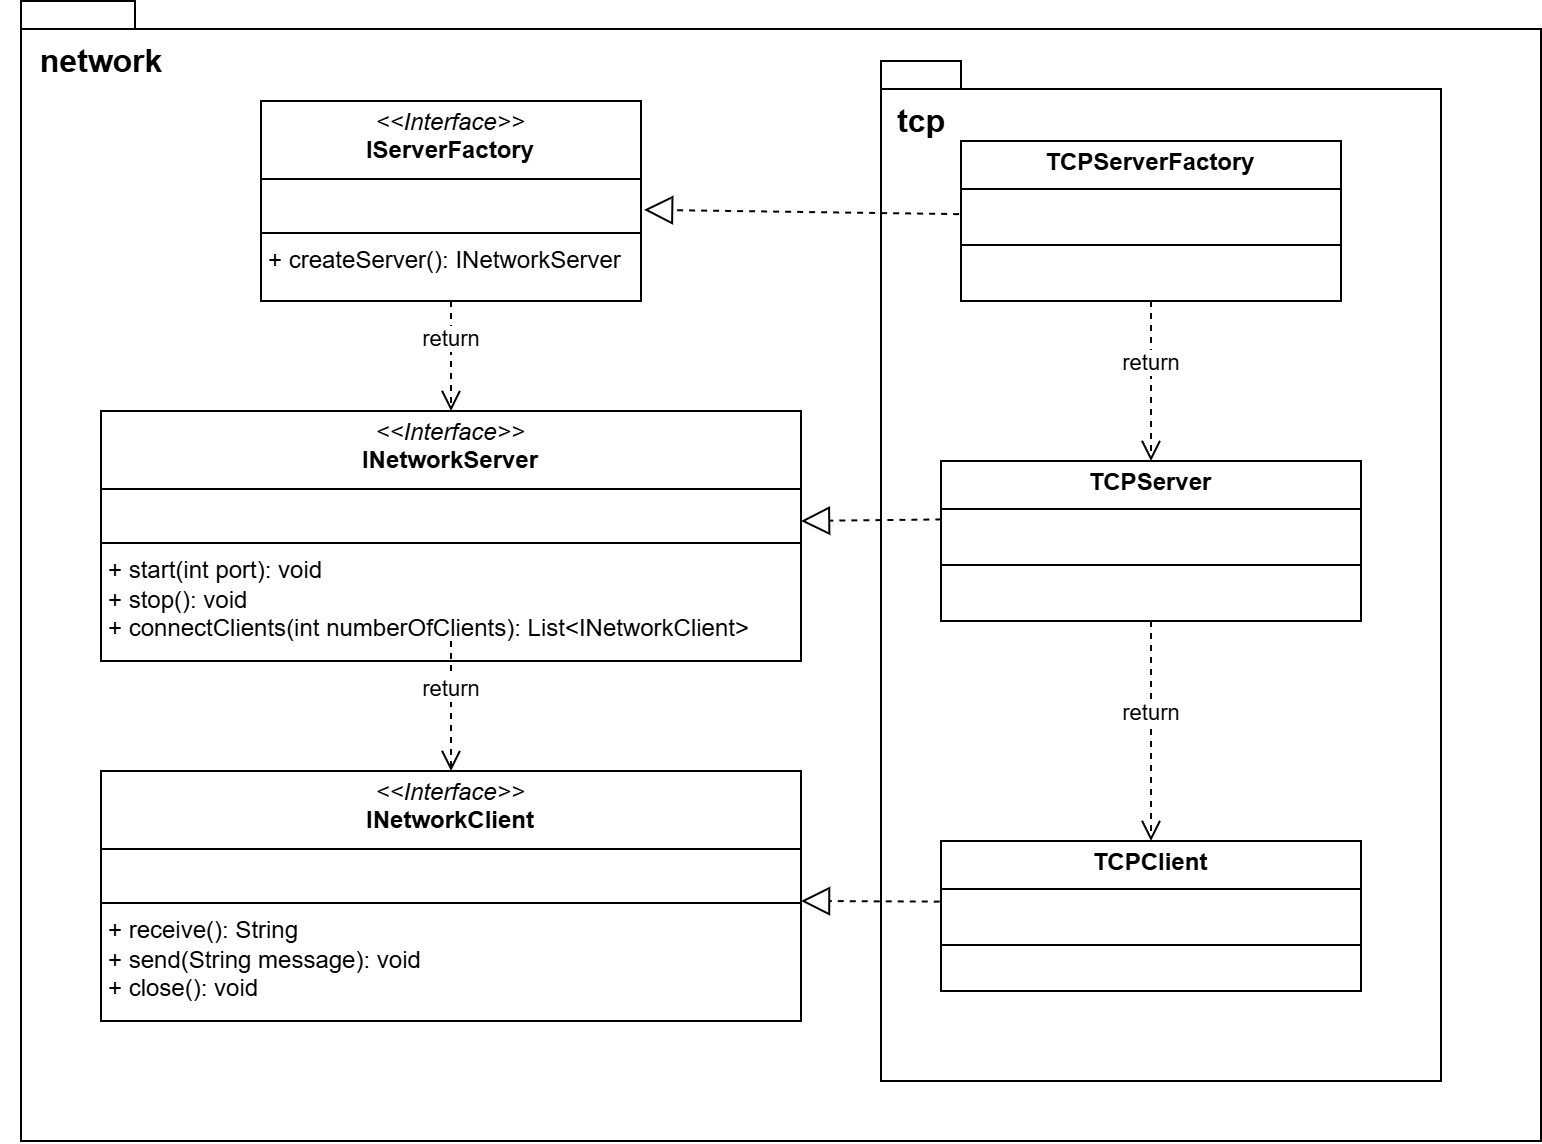 network
<<Interface>>
IServerFactory
+ createServer(): INetworkServer
return
<<Interface>>
INetworkServer
+ start(int port): void
+ stop(): void
+ connectClients(int numberOfClients): List<INetworkClient>
return
<<Interface>>
INetworkClient
+ receive(): String
+ send(String message): void
+ close(): void
tcp
TCPServerFactory
return
TCPServer
return
TCPClient